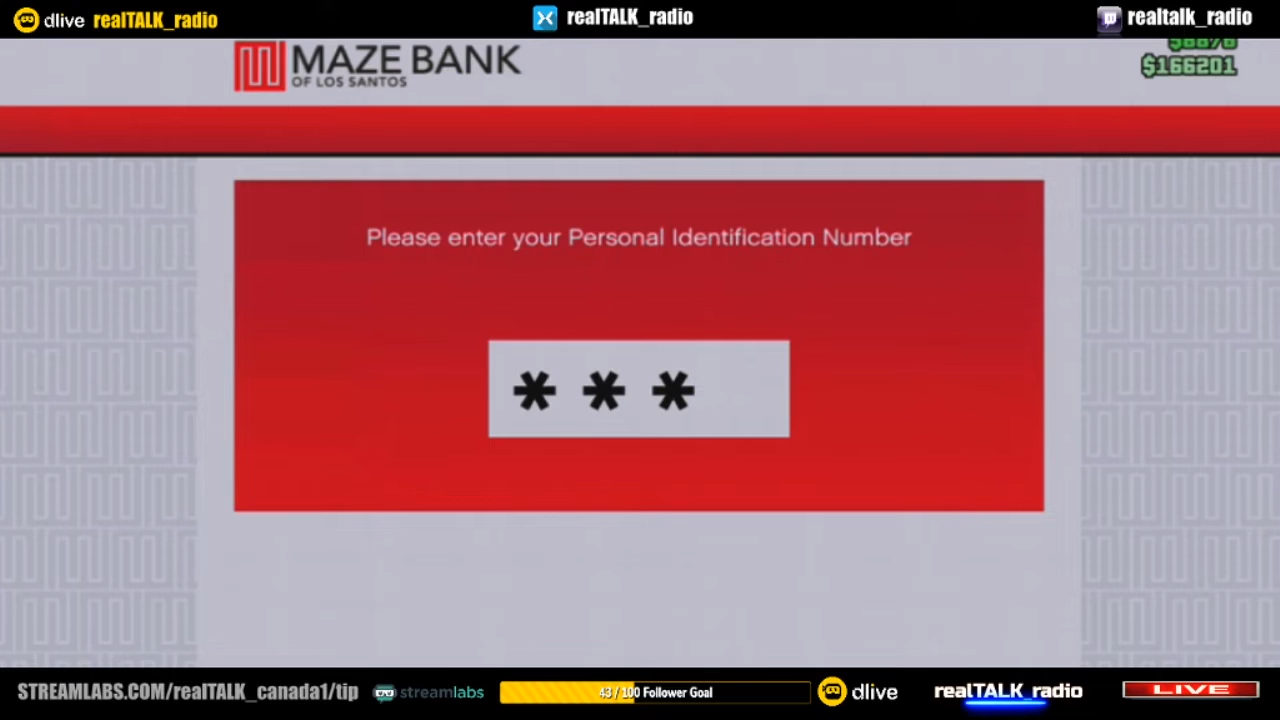 dlive realTALK_radio
realTALK_radio
realtalk_radio
MAZE BANK
OF LOS SANTOS
$166201
Please enter your Personal Identification Number
* * *
STREAMLABS.COM/realTALK_canada1/tip
streamlabs
43 / 100 Follower Goal
dlive
realTALK_radio
LIVE